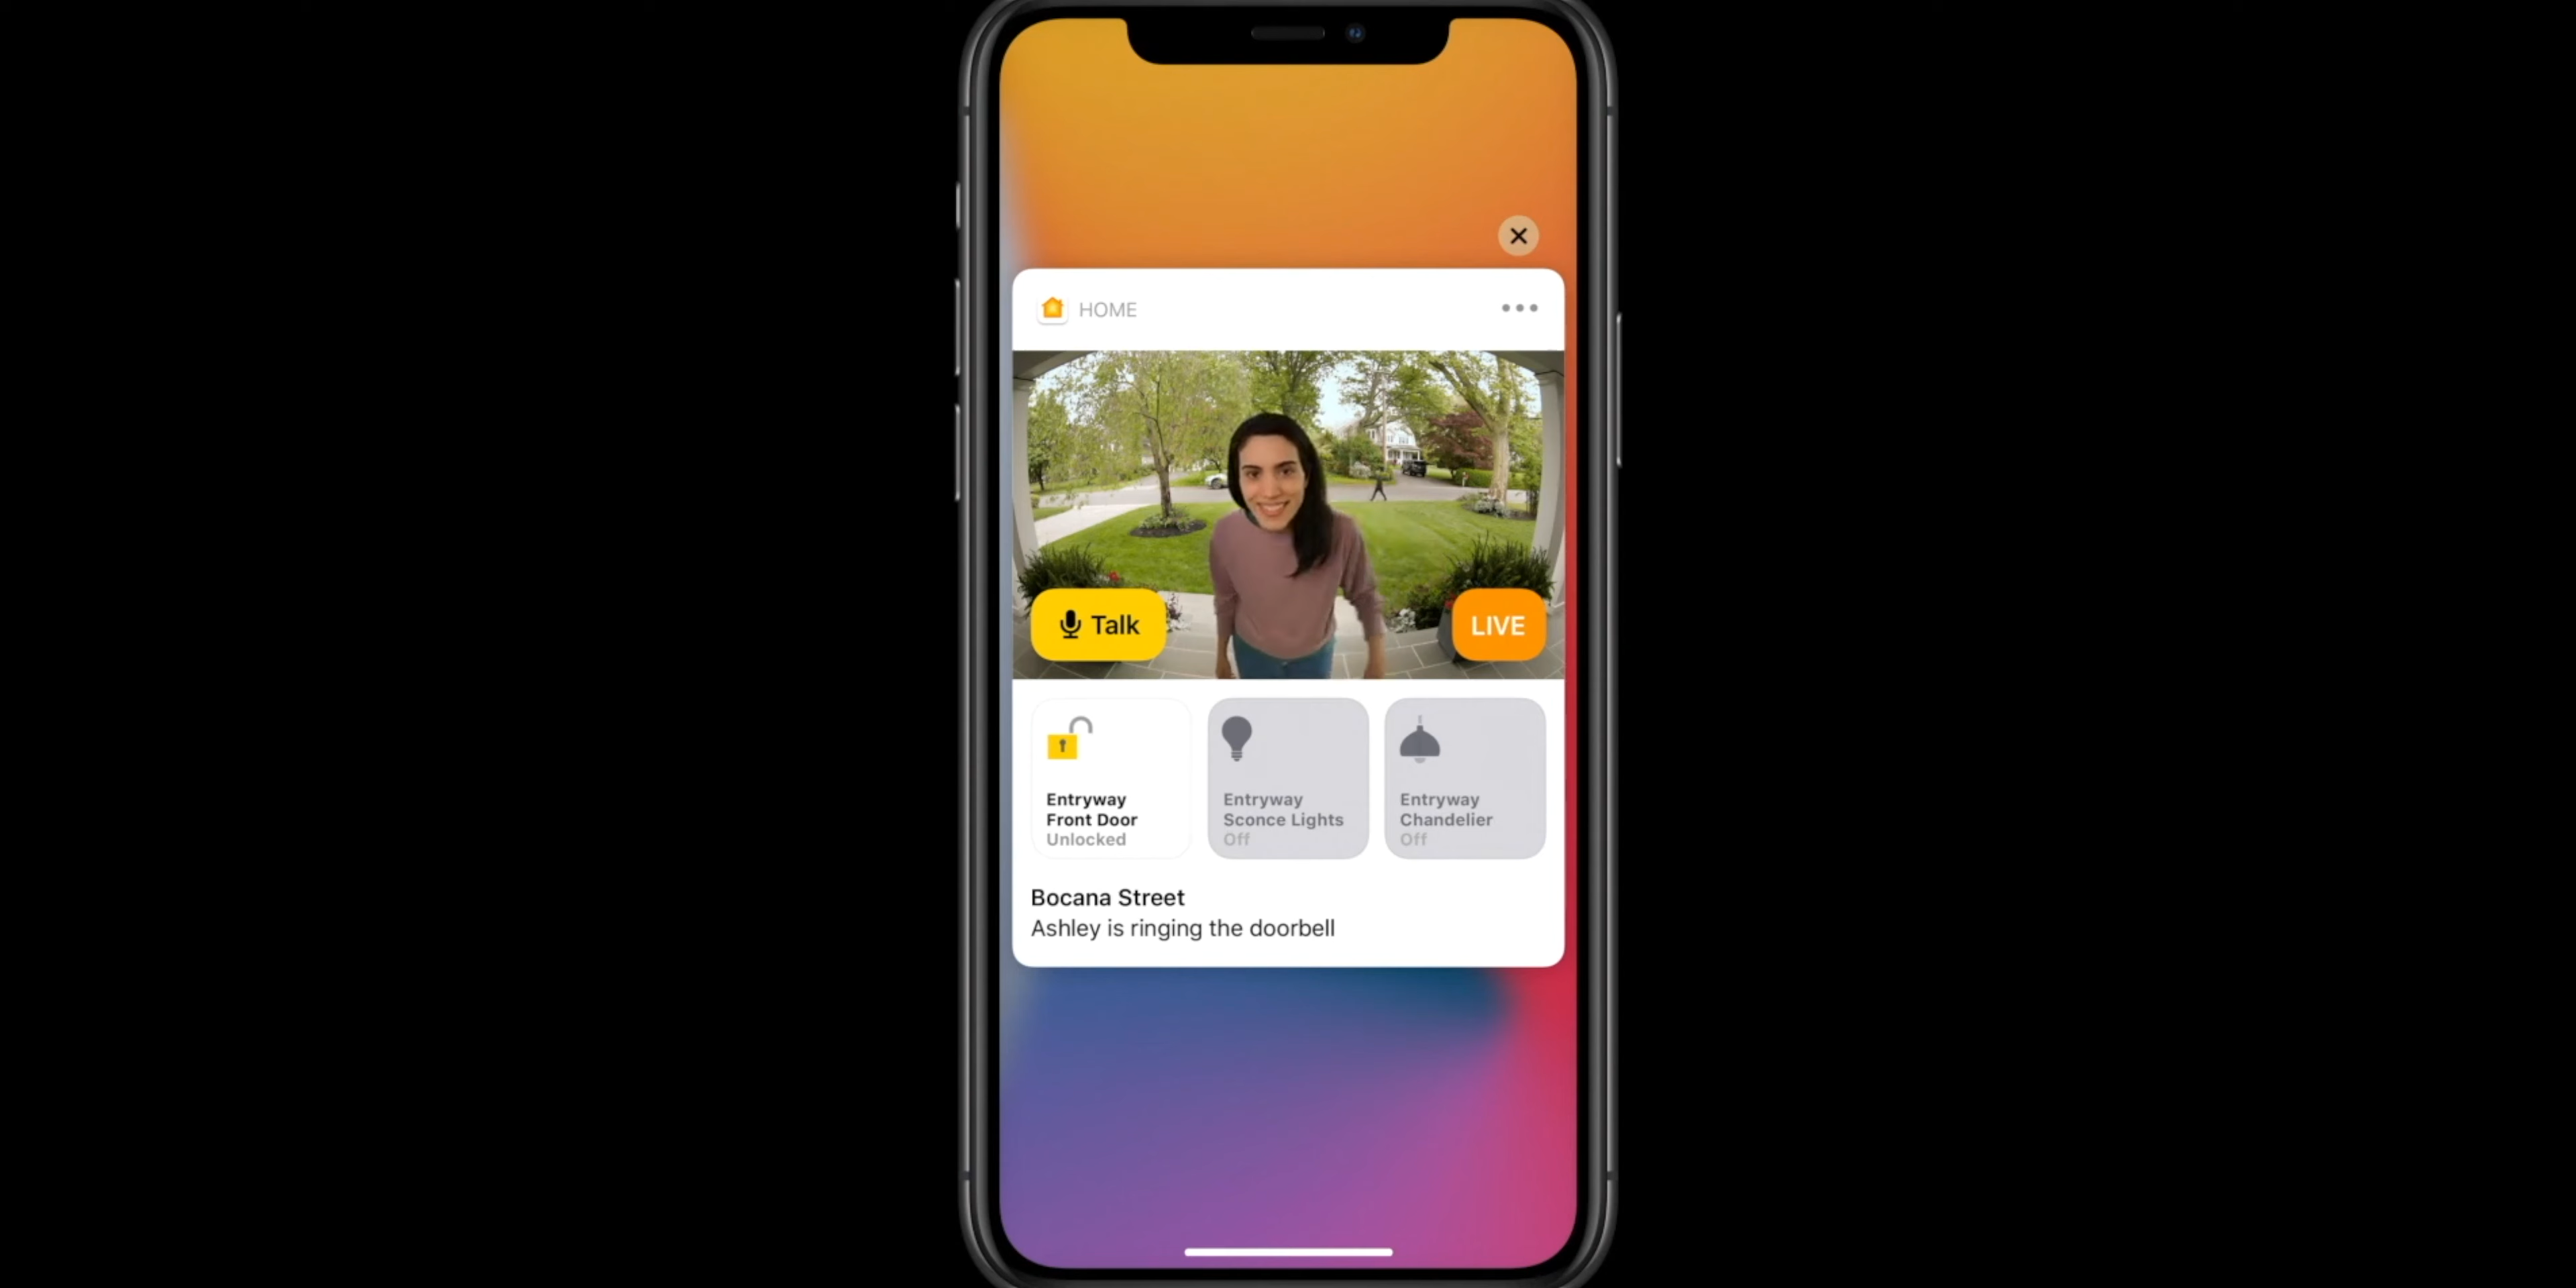 HOME
Talk
LIVE
Entryway
Front Door
Unlocked
Entryway
Sconce Lights
Off
Entryway
Chandelier
Off
Bocana Street
Ashley is ringing the doorbell